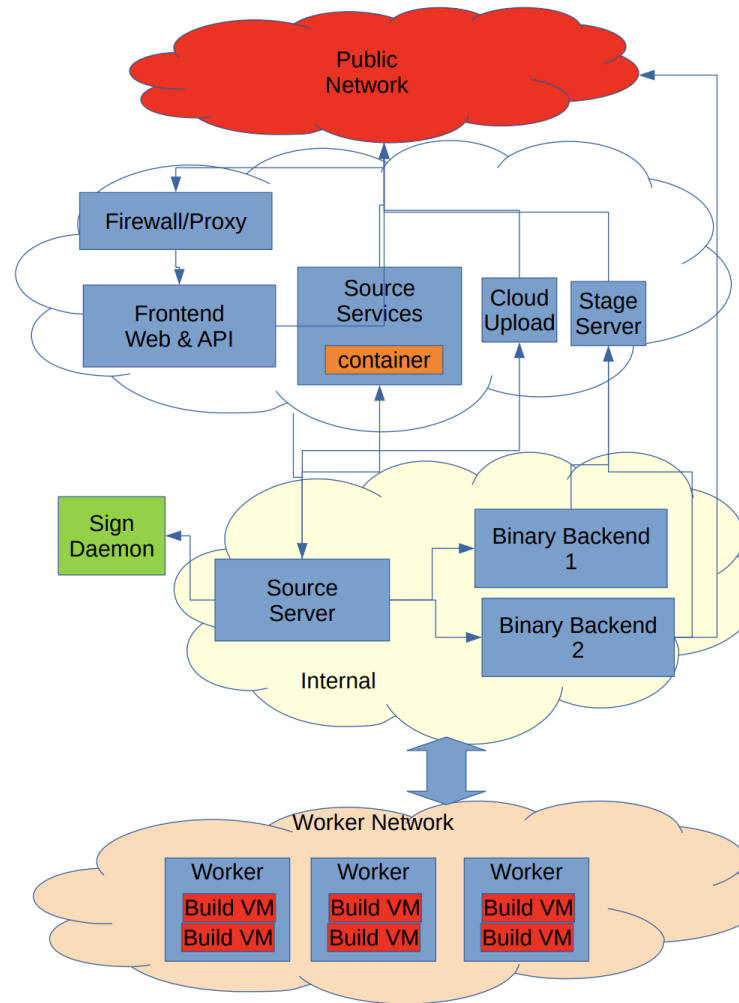 Public
Network
Firewall/Proxy
Frontend
Web & API
Source
Services
container
Cloud
Upload
Stage
Server
Sign
Daemon
Source
Server
Binary Backend
1
Binary Backend
2
Internal
Worker Network
Worker
Build VM
Build VM
Worker
Build VM
Build VM
Worker
Build VM
Build VM